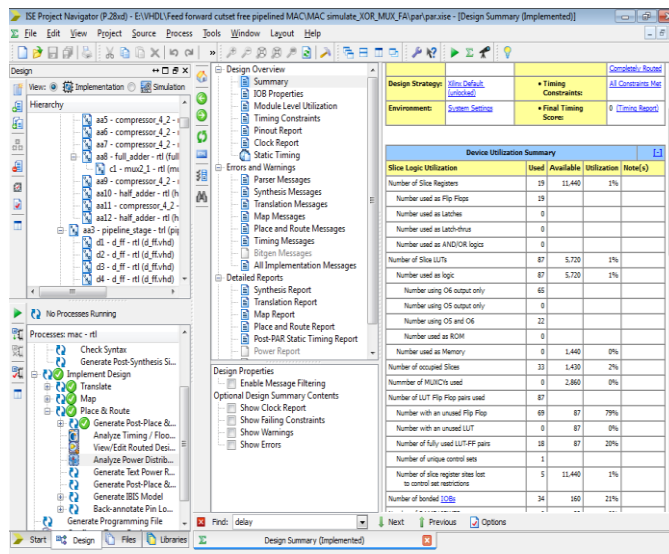 ISE Project Navigator (P.28xd) - E:\VHDL\Feed forward cutset free pipelined MAC\MAC simulate_XOR_MUX_FA\par\par.xise - [Design Summary (Implemented)]
File Edit View Project Source Process Tools Window Layout Help
Design
View: Implementation Simulation
Hierarchy
aa5 - compressor_4_2 -
aa6 - compressor_4_2 -
aa7 - compressor_4_2 -
aa8 - full_adder - rtl (full
c1 - mux2_1 - rtl (m
aa9 - compressor_4_2 -
aa10 - half_adder - rtl (h
aa11 - compressor_4_2 -
aa12 - half_adder - rtl (h
aa3 - pipeline_stage - trl (pi
d1 - d_ff - rtl (d_ff.vhd)
d2 - d_ff - rtl (d_ff.vhd)
d3 - d_ff - rtl (d_ff.vhd)
d4 - d_ff - rtl (d_ff.vhd)
No Processes Running
Processes: mac - rtl
Check Syntax
Generate Post-Synthesis Si...
Implement Design
Translate
Map
Place & Route
Generate Post-Place &...
Analyze Timing / Floo...
View/Edit Routed Desi...
Analyze Power Distrib...
Generate Text Power R...
Generate Post-Place &...
Generate IBIS Model
Back-annotate Pin Lo...
Generate Programming File
Start Design Files Libraries
Design Overview
Summary
IOB Properties
Module Level Utilization
Timing Constraints
Pinout Report
Clock Report
Static Timing
Errors and Warnings
Parser Messages
Synthesis Messages
Translation Messages
Map Messages
Place and Route Messages
Timing Messages
Bitgen Messages
All Implementation Messages
Detailed Reports
Synthesis Report
Translation Report
Map Report
Place and Route Report
Post-PAR Static Timing Report
Power Report
Design Properties
Enable Message Filtering
Optional Design Summary Contents
Show Clock Report
Show Failing Constraints
Show Warnings
Show Errors
Completely Routed
Design Strategy: Xilinx Default (unlocked) • Timing Constraints: All Constraints Met
Environment: System Settings • Final Timing Score: 0 (Timing Report)
Device Utilization Summary [-]
Slice Logic Utilization Used Available Utilization Note(s)
Number of Slice Registers 19 11,440 1%
Number used as Flip Flops 19
Number used as Latches 0
Number used as Latch-thrus 0
Number used as AND/OR logics 0
Number of Slice LUTs 87 5,720 1%
Number used as logic 87 5,720 1%
Number using O6 output only 65
Number using O5 output only 0
Number using O5 and O6 22
Number used as ROM 0
Number used as Memory 0 1,440 0%
Number of occupied Slices 33 1,430 2%
Nummber of MUXCYs used 0 2,860 0%
Number of LUT Flip Flop pairs used 87
Number with an unused Flip Flop 69 87 79%
Number with an unused LUT 0 87 0%
Number of fully used LUT-FF pairs 18 87 20%
Number of unique control sets 1
Number of slice register sites lost
to control set restrictions 5 11,440 1%
Number of bonded IOBs 34 160 21%
Find: delay Next Previous Options
Design Summary (Implemented)